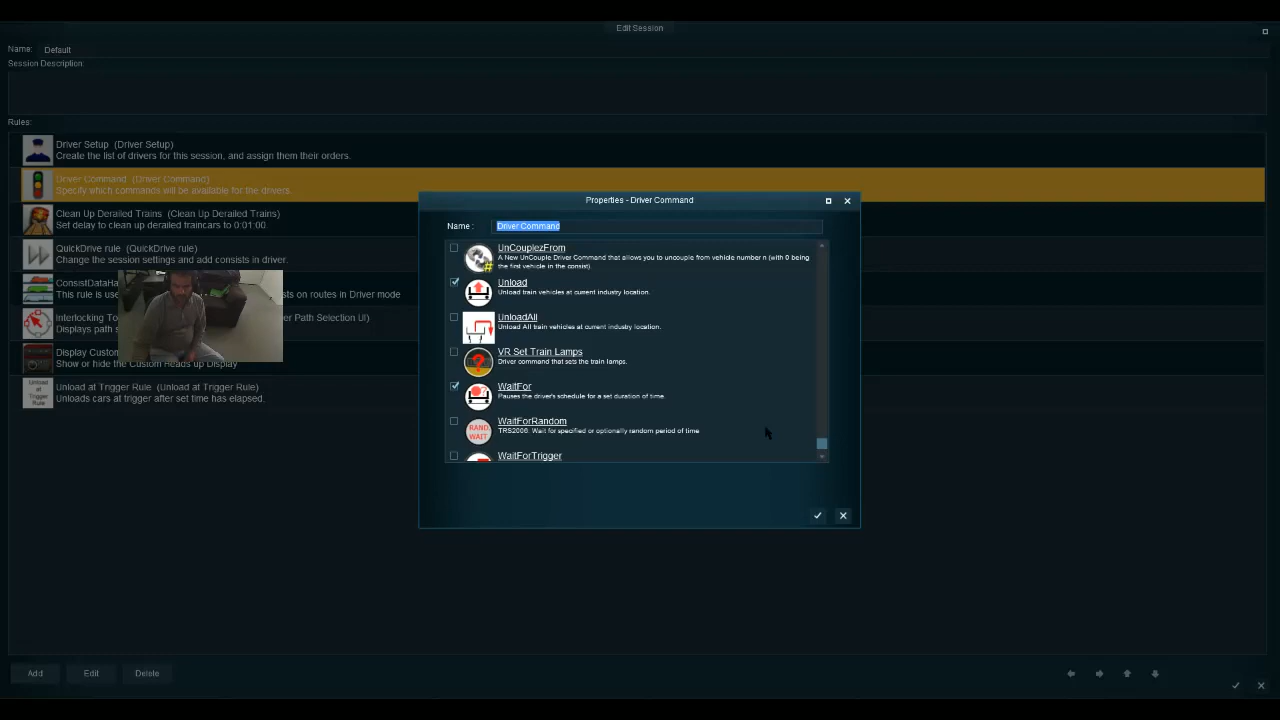 Edit Session
Name: Default
Session Description:
Rules:
Driver Setup (Driver Setup)
Create the list of drivers for this session, and assign them their orders.
Driver Command (Driver Command)
Specify which commands will be available for the drivers.
Clean Up Derailed Trains (Clean Up Derailed Trains)
Set delay to clean up derailed traincars to 0:01:00.
QuickDrive rule (QuickDrive rule)
Change the session settings and add consists in driver.
ConsistDataHa
This rule is use
sts on routes in Driver mode
Interlocking To
er Path Selection UI)
Displays path s
Display Custom
Show or hide the Custom Heads up Display
Unload at Trigger Rule
Unload at Trigger Rule (Unload at Trigger Rule)
Unloads cars at trigger after set time has elapsed.
Properties - Driver Command
Name : Driver Command
UnCouplezFrom
A New UnCouple Driver Command that allows you to uncouple from vehicle number n (with 0 being
the first vehicle in the consist).
Unload
Unload train vehicles at current industry location.
UnloadAll
Unload All train vehicles at current industry location.
VR Set Train Lamps
Driver command that sets the train lamps.
WaitFor
Pauses the driver's schedule for a set duration of time.
RAND. WAIT
WaitForRandom
TRS2006: Wait for specified or optionally random period of time
WaitForTrigger
Add
Edit
Delete